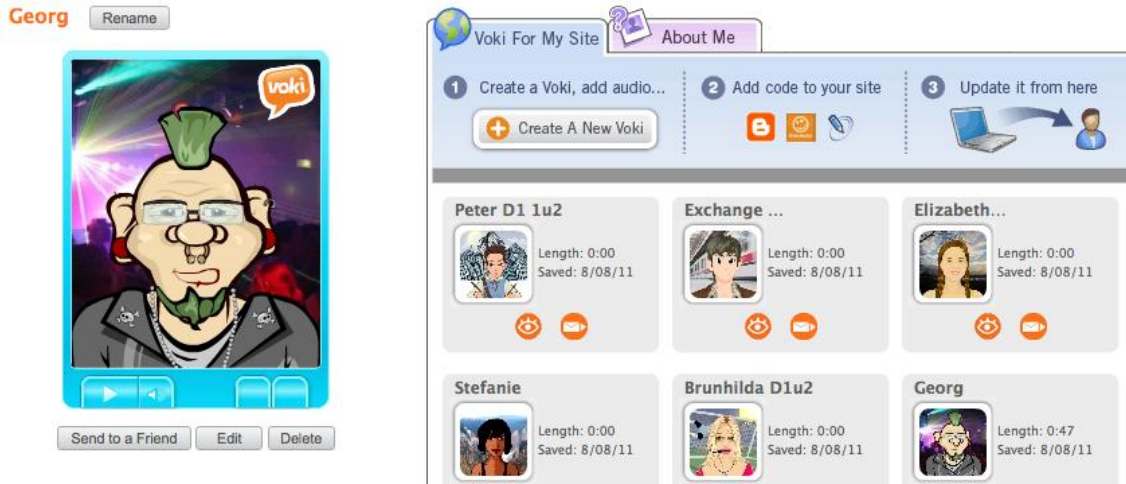 Georg
Rename
voki
Send to a Friend
Edit
Delete
Voki For My Site
About Me
1 Create a Voki, add audio...
Create A New Voki
2 Add code to your site
3 Update it from here
Peter D1 1u2
Length: 0:00
Saved: 8/08/11
Exchange ...
Length: 0:00
Saved: 8/08/11
Elizabeth...
Length: 0:00
Saved: 8/08/11
Stefanie
Length: 0:00
Saved: 8/08/11
Brunhilda D1u2
Length: 0:00
Saved: 8/08/11
Georg
Length: 0:47
Saved: 8/08/11